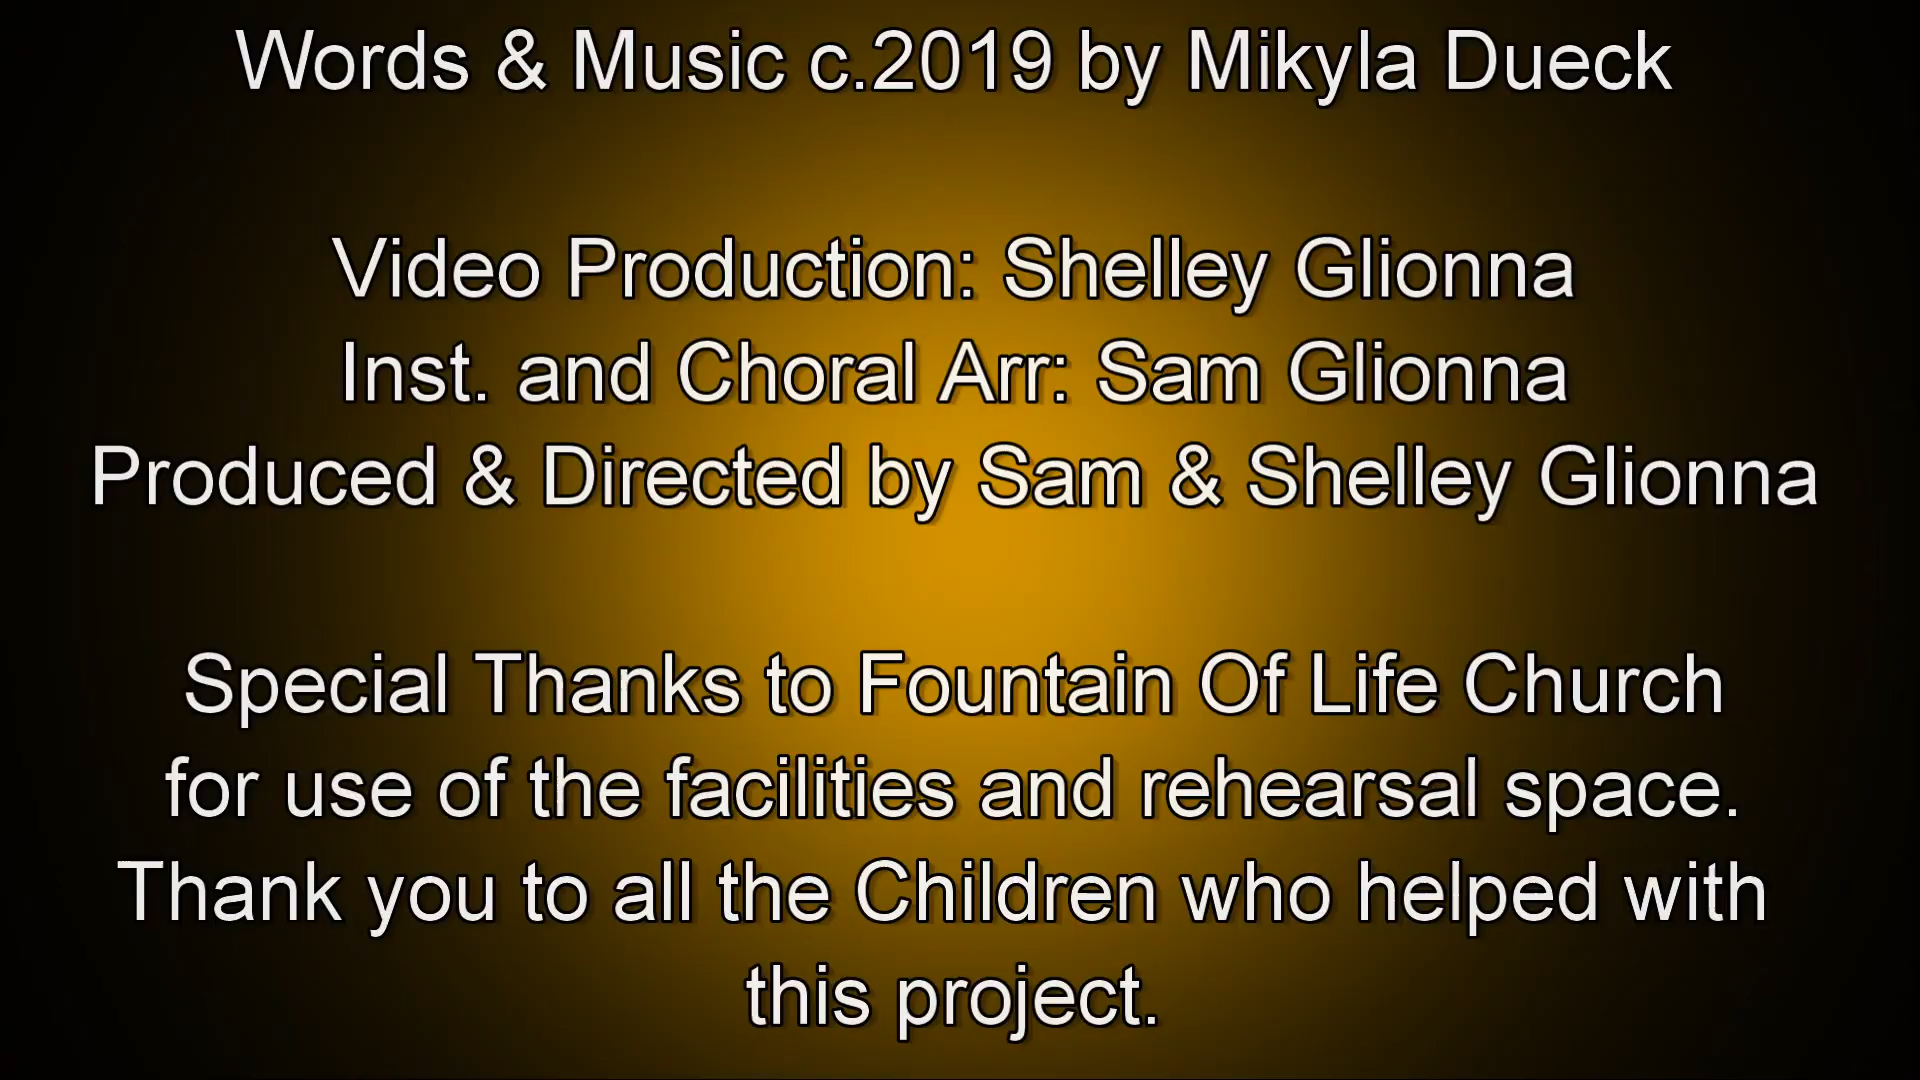 Words & Music c.2019 by Mikyla Dueck
Video Production: Shelley Glionna
Inst. and Choral Arr: Sam Glionna
Produced & Directed by Sam & Shelley Glionna
Special Thanks to Fountain Of Life Church
for use of the facilities and rehearsal space.
Thank you to all the Children who helped with
this project.